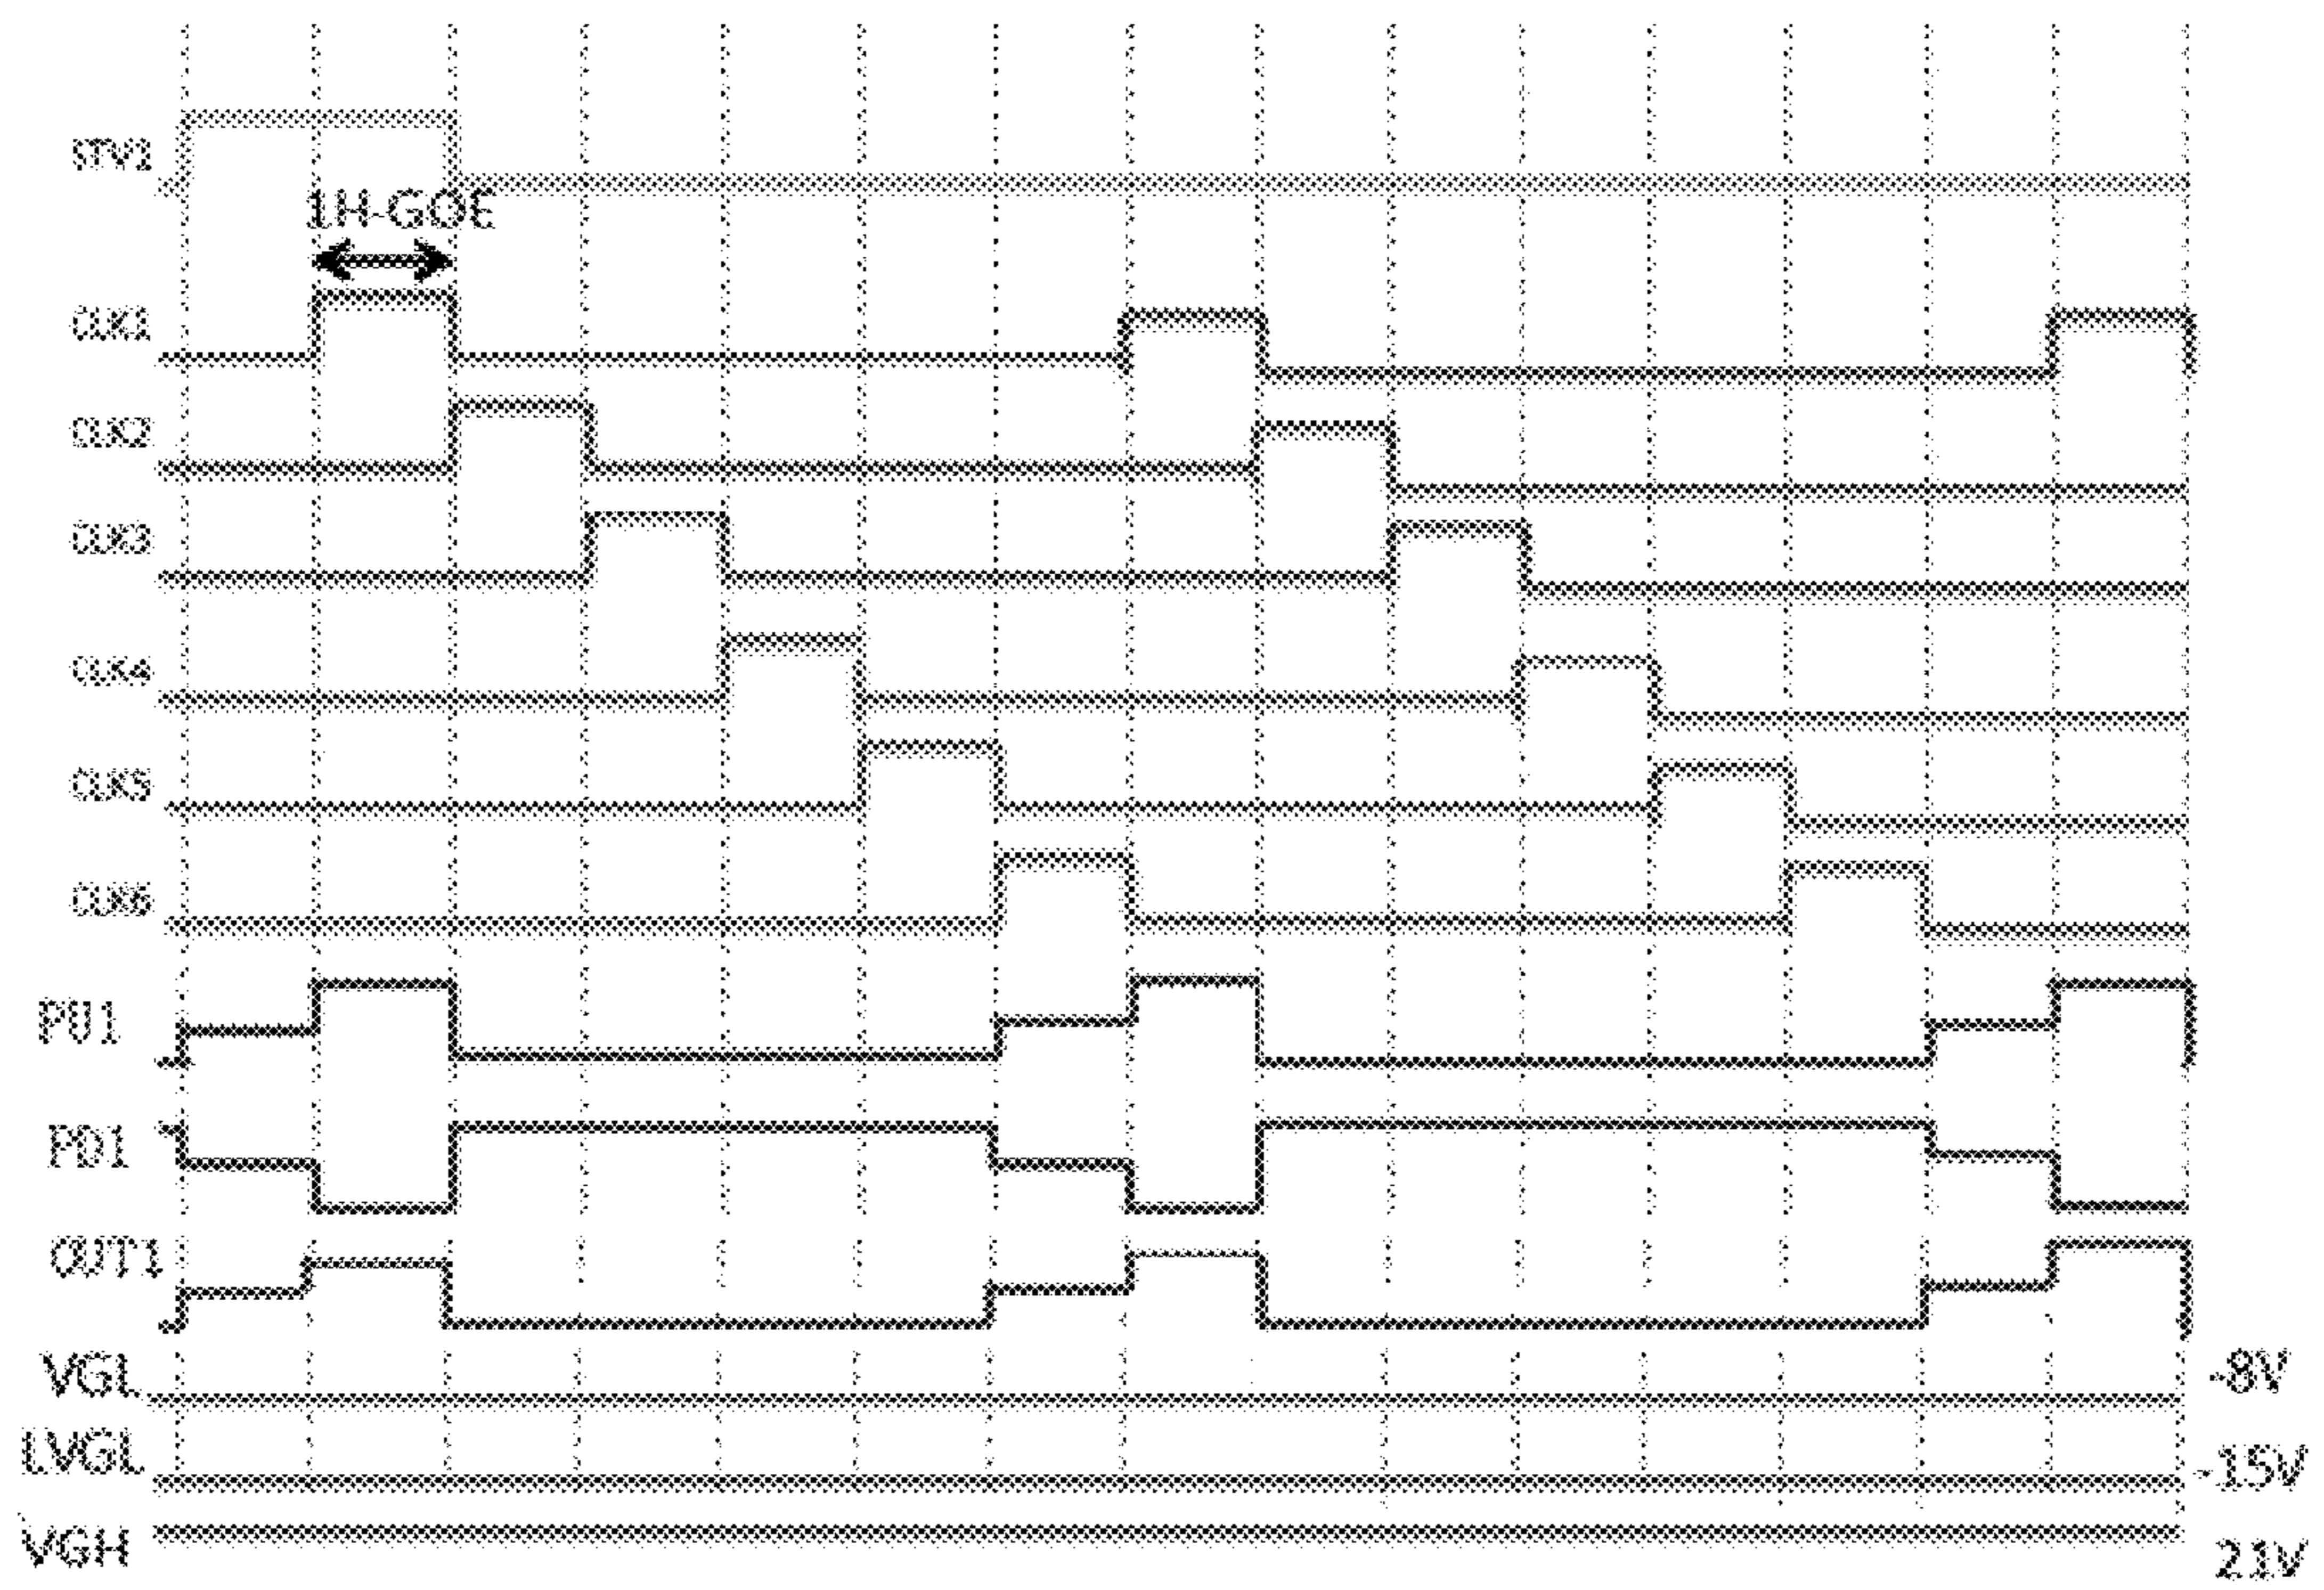 STV1
1H-GOE
CLK1
CLK2
CLK3
CLK4
CLK5
CLK6
PU1
PD1
OUT1
VGL -8V
LVGL -15V
VGH 21V